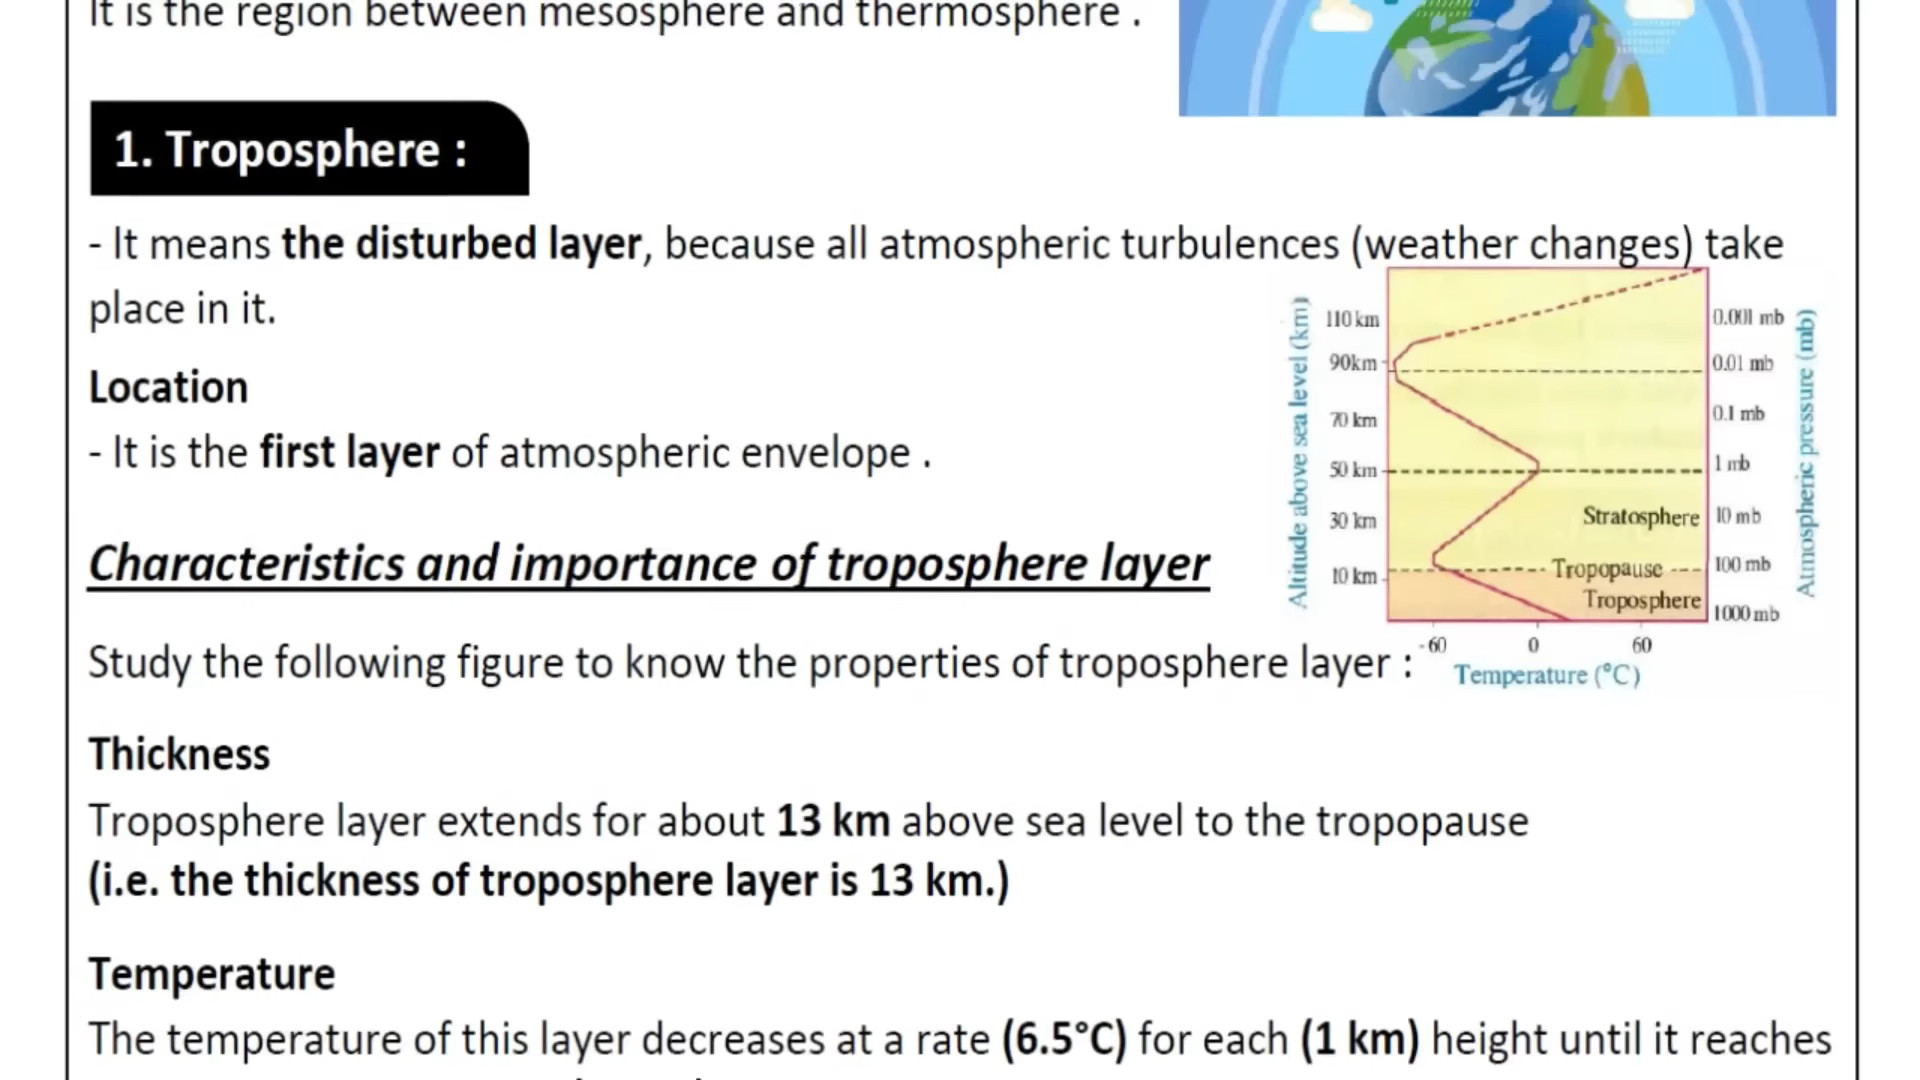 It is the region between mesosphere and thermosphere .
1. Troposphere :
- It means the disturbed layer, because all atmospheric turbulences (weather changes) take
place in it.
Location
- It is the first layer of atmospheric envelope .
Characteristics and importance of troposphere layer
Study the following figure to know the properties of troposphere layer :
Altitude above sea level (km)
110 km
90km
70 km
50 km
30 km
10 km
Stratosphere
Tropopause
Troposphere
0.001 mb
0.01 mb
0.1 mb
1 mb
10 mb
100 mb
1000 mb
Atmospheric pressure (mb)
-60 0 60
Temperature (°C)
Thickness
Troposphere layer extends for about 13 km above sea level to the tropopause
(i.e. the thickness of troposphere layer is 13 km.)
Temperature
The temperature of this layer decreases at a rate (6.5°C) for each (1 km) height until it reaches